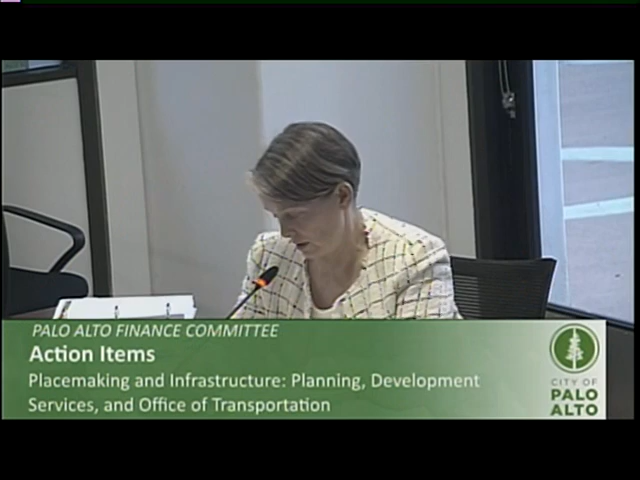 PALO ALTO FINANCE COMMITTEE
Action Items
Placemaking and Infrastructure: Planning, Development
Services, and Office of Transportation
CITY OF
PALO
ALTO